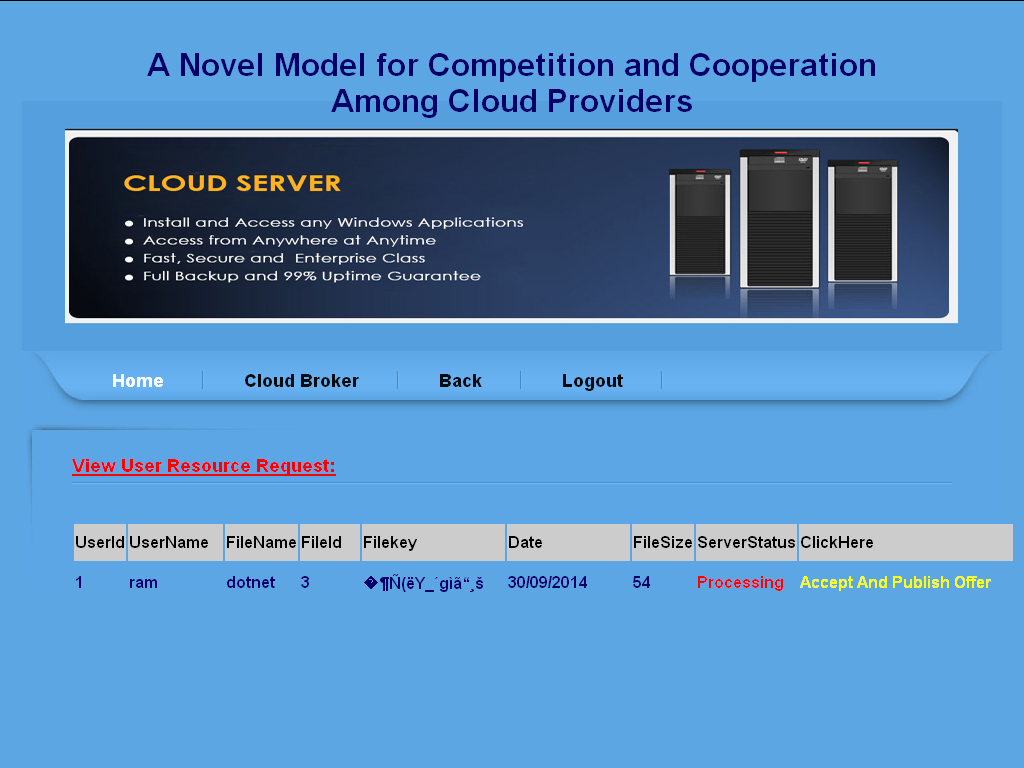 A Novel Model for Competition and Cooperation
Among Cloud Providers
CLOUD SERVER
• Install and Access any Windows Applications
• Access from Anywhere at Anytime
• Fast, Secure and Enterprise Class
• Full Backup and 99% Uptime Guarantee
Home Cloud Broker Back Logout
View User Resource Request:
UserId UserName FileName FileId Filekey Date FileSize ServerStatus ClickHere
1 ram dotnet 3 �¶Ñ(ëY_´giã“¸š 30/09/2014 54 Processing Accept And Publish Offer